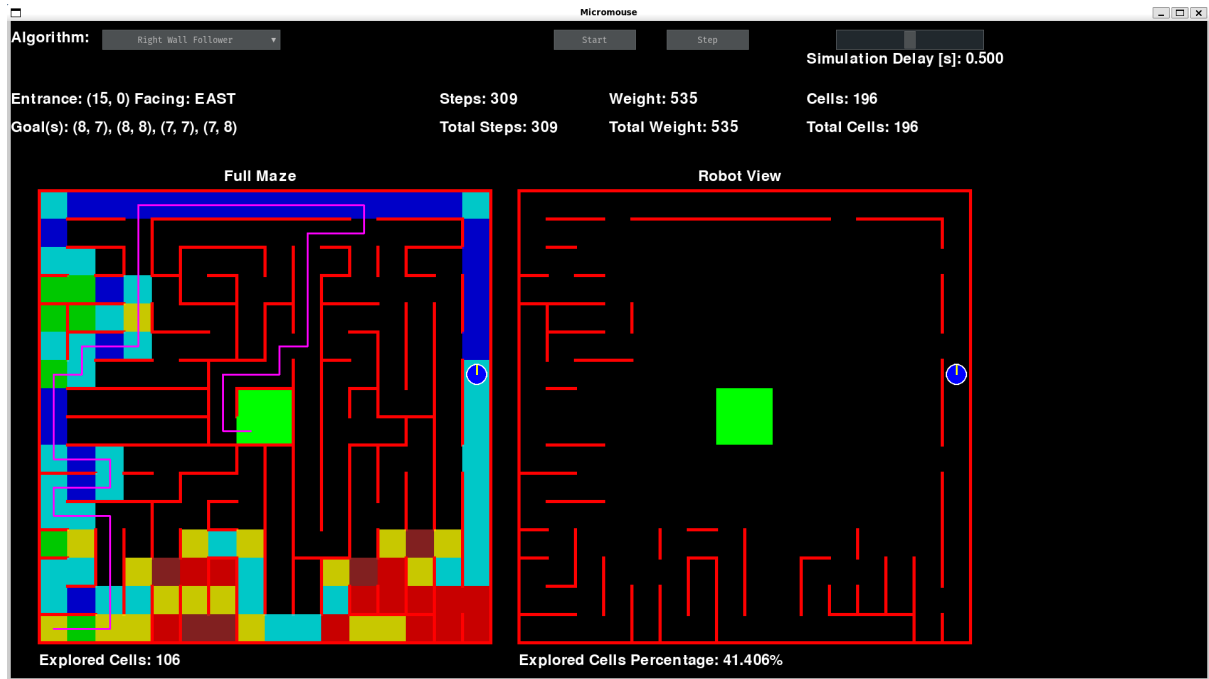 Micromouse
Algorithm: Right Wall Follower Start Step
Simulation Delay [s]: 0.500
Entrance: (15, 0) Facing: EAST Steps: 309 Weight: 535 Cells: 196
Goal(s): (8, 7), (8, 8), (7, 7), (7, 8) Total Steps: 309 Total Weight: 535 Total Cells: 196
Full Maze Robot View
Explored Cells: 106 Explored Cells Percentage: 41.406%